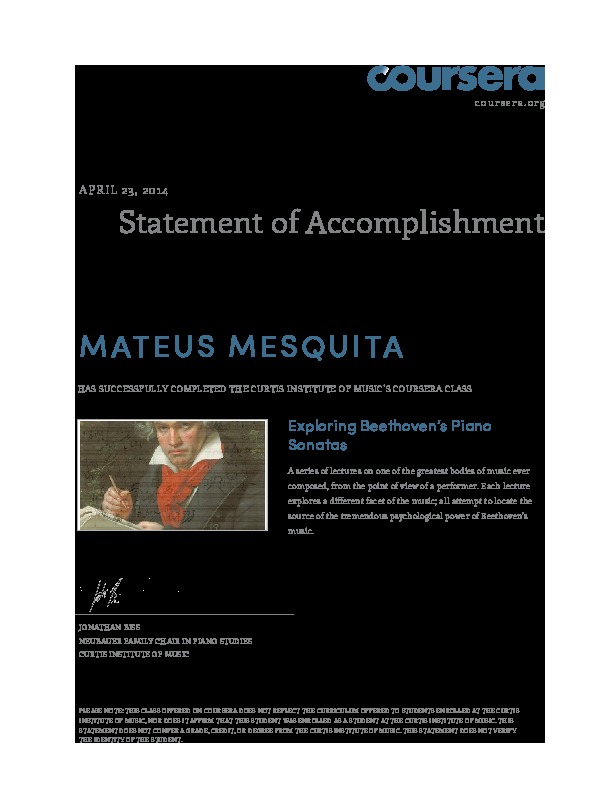 coursera
coursera.org
APRIL 23, 2014
Statement of Accomplishment
MATEUS MESQUITA
HAS SUCCESSFULLY COMPLETED THE CURTIS INSTITUTE OF MUSIC'S COURSERA CLASS
Exploring Beethoven's Piano
Sonatas
A series of lectures on one of the greatest bodies of music ever
composed, from the point of view of a performer. Each lecture
explores a different facet of the music; all attempt to locate the
source of the tremendous psychological power of Beethoven's
music.
JONATHAN BISS
NEUBAUER FAMILY CHAIR IN PIANO STUDIES
CURTIS INSTITUTE OF MUSIC
PLEASE NOTE: THIS CLASS OFFERED ON COURSERA DOES NOT REFLECT THE CURRICULUM OFFERED TO STUDENTS ENROLLED AT THE CURTIS
INSTITUTE OF MUSIC, NOR DOES IT AFFIRM THAT THIS STUDENT WAS ENROLLED AS A STUDENT AT THE CURTIS INSTITUTE OF MUSIC. THIS
STATEMENT DOES NOT CONFER A GRADE, CREDIT, OR DEGREE FROM THE CURTIS INSTITUTE OF MUSIC. THIS STATEMENT DOES NOT VERIFY
THE IDENTITY OF THE STUDENT.